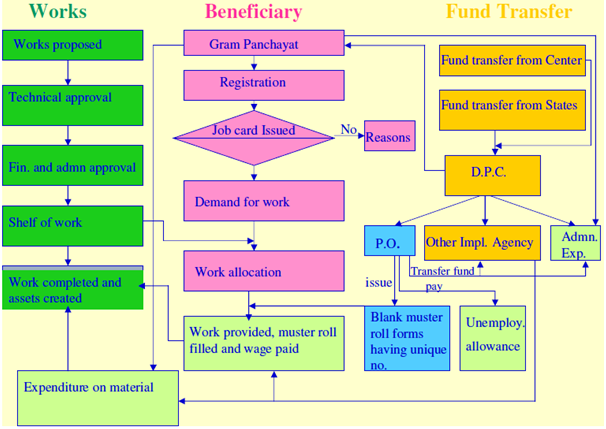 Works
Beneficiary
Fund Transfer
Works proposed
Technical approval
Fin. and admn approval
Shelf of work
Work completed and
assets created
Expenditure on material
Gram Panchayat
Registration
Job card Issued
No
Reasons
Demand for work
Work allocation
Work provided, muster roll
filled and wage paid
Fund transfer from Center
Fund transfer from States
D.P.C.
P.O.
Other Impl. Agency
Admn.
Exp.
Transfer fund
pay
issue
Blank muster
roll forms
having unique
no.
Unemploy.
allowance